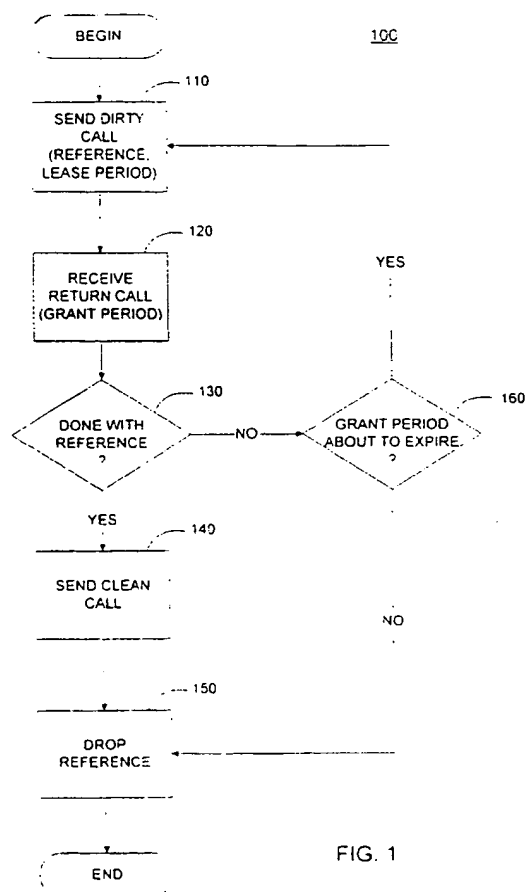 BEGIN
100
110
SEND DIRTY
CALL
(REFERENCE,
LEASE PERIOD)
120
RECEIVE
RETURN CALL
(GRANT PERIOD)
YES
130
DONE WITH
REFERENCE
?
NO
160
GRANT PERIOD
ABOUT TO EXPIRE
?
YES
140
SEND CLEAN
CALL
NO
150
DROP
REFERENCE
END
FIG. 1